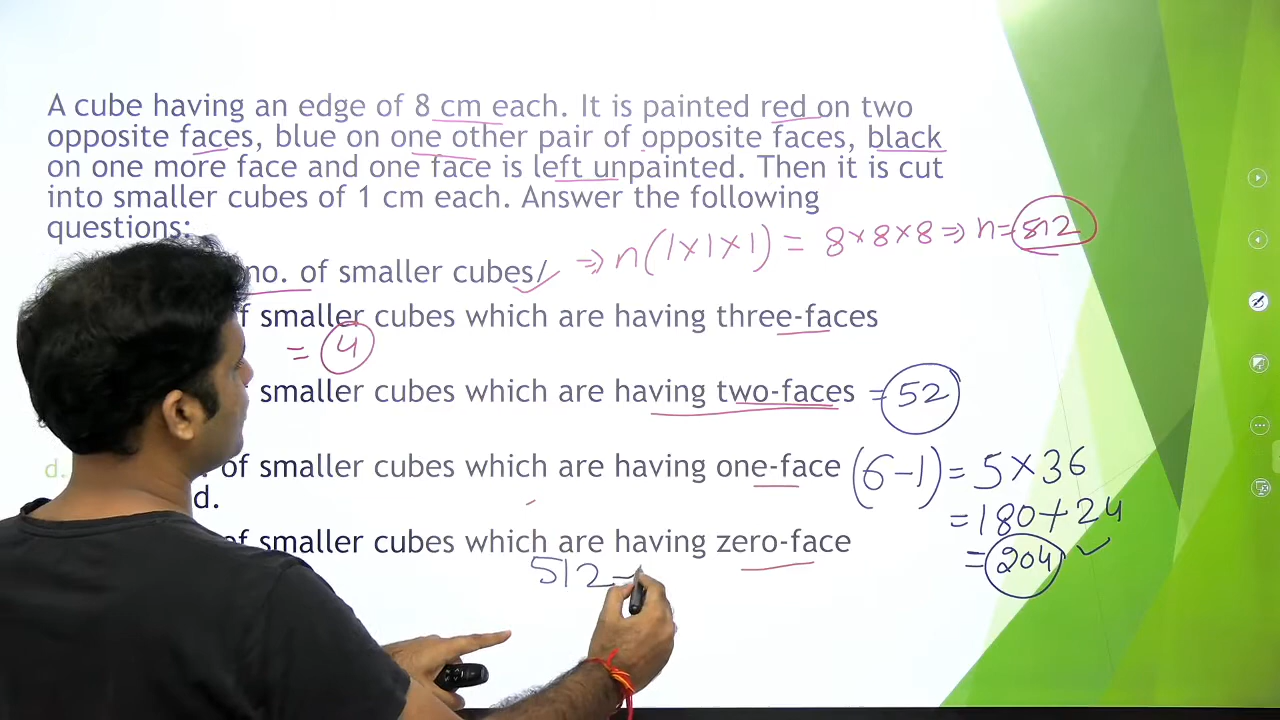 A cube having an edge of 8 cm each. It is painted red on two
opposite faces, blue on one other pair of opposite faces, black
on one more face and one face is left unpainted. Then it is cut
into smaller cubes of 1 cm each. Answer the following
questions:
no. of smaller cubes/ ⇒ n(1×1×1) = 8×8×8 ⇒ n=512
of smaller cubes which are having three-faces
= 4
of smaller cubes which are having two-faces = 52
d. of smaller cubes which are having one-face (6-1) = 5×36
d. =180+24
of smaller cubes which are having zero-face =204
512-